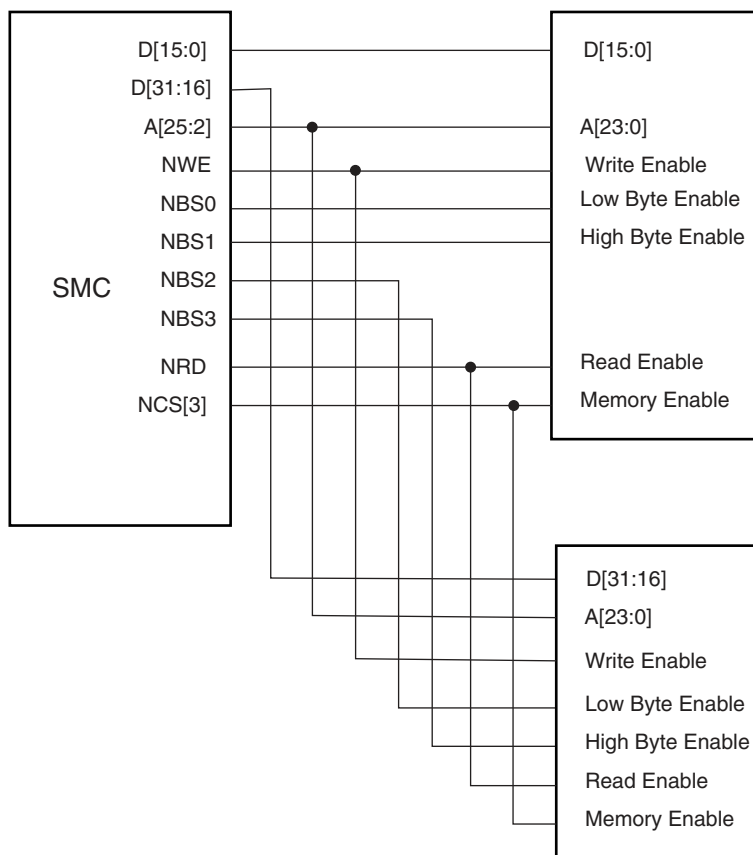 D[15:0]
D[31:16]
A[25:2]
NWE
NBS0
NBS1
NBS2
NBS3
NRD
NCS[3]
SMC
D[15:0]
A[23:0]
Write Enable
Low Byte Enable
High Byte Enable
Read Enable
Memory Enable
D[31:16]
A[23:0]
Write Enable
Low Byte Enable
High Byte Enable
Read Enable
Memory Enable